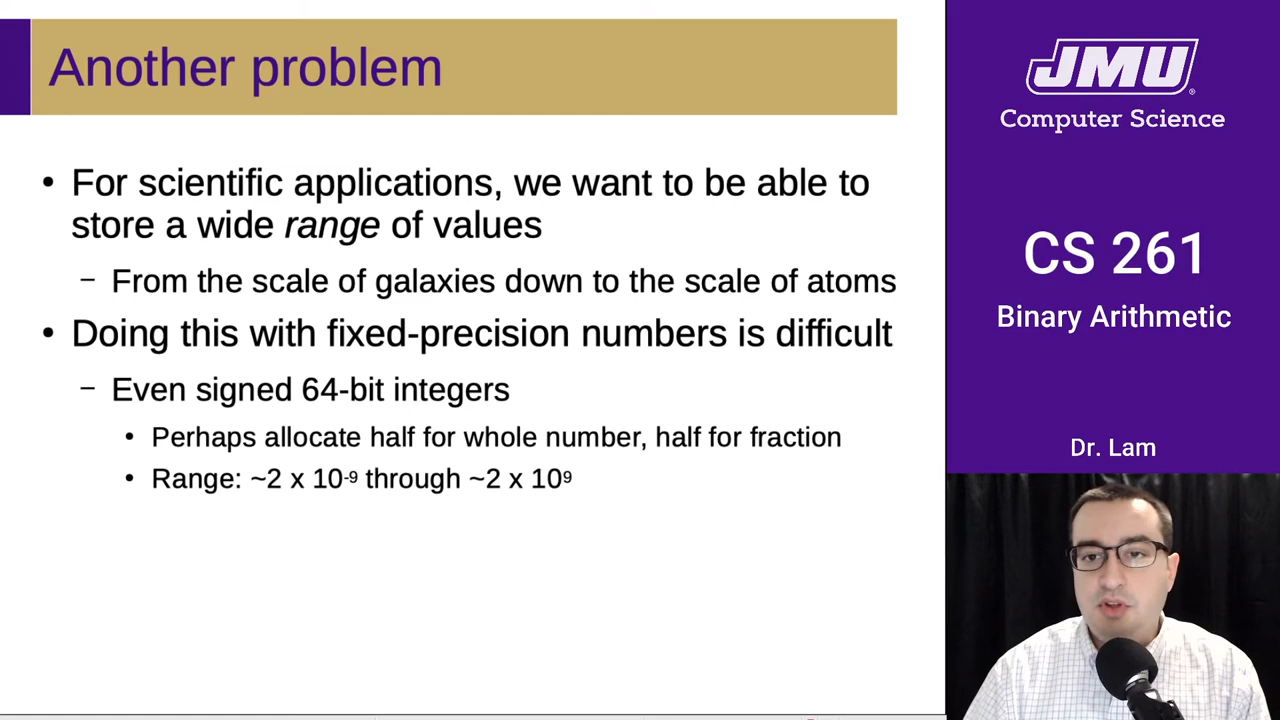 Another problem
• For scientific applications, we want to be able to
store a wide range of values
– From the scale of galaxies down to the scale of atoms
• Doing this with fixed-precision numbers is difficult
– Even signed 64-bit integers
• Perhaps allocate half for whole number, half for fraction
• Range: ~2 x 10⁻⁹ through ~2 x 10⁹
JMU®
Computer Science
CS 261
Binary Arithmetic
Dr. Lam